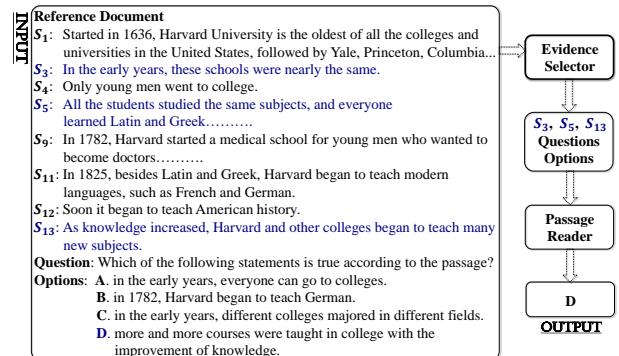 INPUT
Reference Document
S1: Started in 1636, Harvard University is the oldest of all the colleges and
universities in the United States, followed by Yale, Princeton, Columbia...
S3: In the early years, these schools were nearly the same.
S4: Only young men went to college.
S5: All the students studied the same subjects, and everyone
learned Latin and Greek……….
S9: In 1782, Harvard started a medical school for young men who wanted to
become doctors……….
S11: In 1825, besides Latin and Greek, Harvard began to teach modern
languages, such as French and German.
S12: Soon it began to teach American history.
S13: As knowledge increased, Harvard and other colleges began to teach many
new subjects.
Question: Which of the following statements is true according to the passage?
Options: A. in the early years, everyone can go to colleges.
B. in 1782, Harvard began to teach German.
C. in the early years, different colleges majored in different fields.
D. more and more courses were taught in college with the
improvement of knowledge.
Evidence
Selector
S3, S5, S13
Questions
Options
Passage
Reader
D
OUTPUT